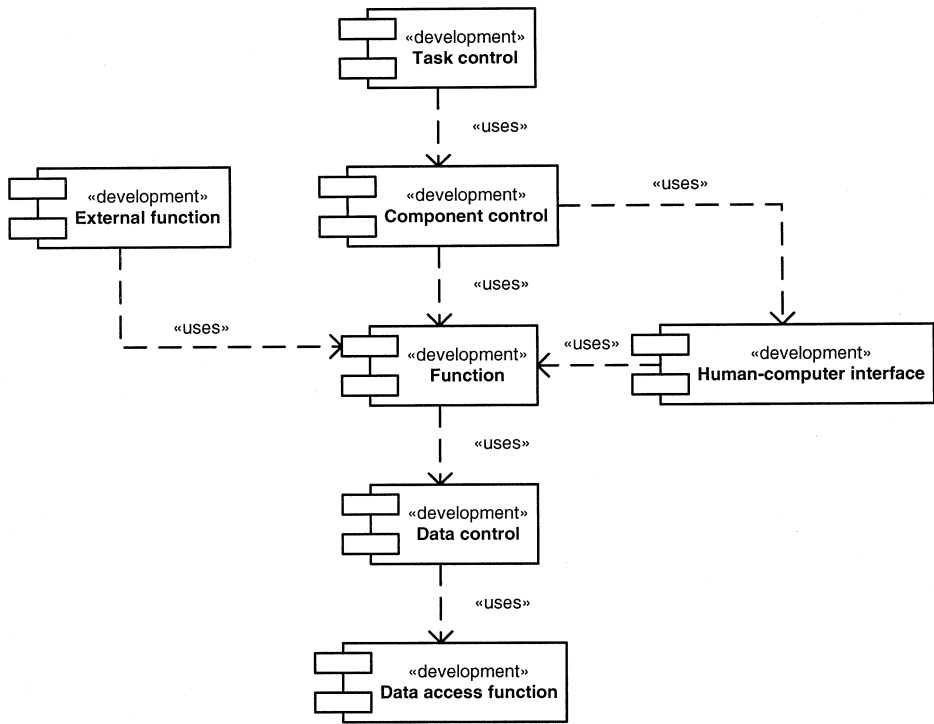 «development»
Task control
«uses»
«development»
External function
«development»
Component control
«uses»
«uses»
«uses»
«development»
Function
«uses»
«development»
Human-computer interface
«uses»
«development»
Data control
«uses»
«development»
Data access function